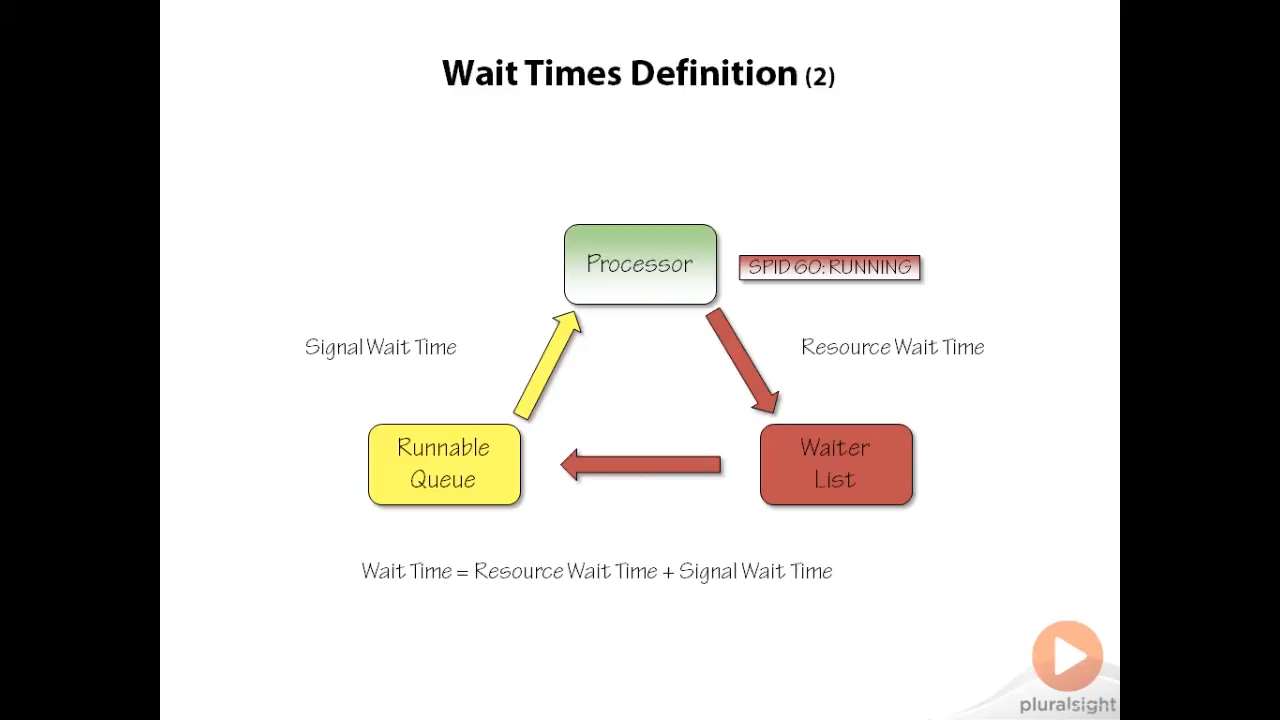 Wait Times Definition (2)
Processor
SPID 60: RUNNING
Signal Wait Time
Resource Wait Time
Runnable
Queue
Waiter
List
Wait Time = Resource Wait Time + Signal Wait Time
pluralsight